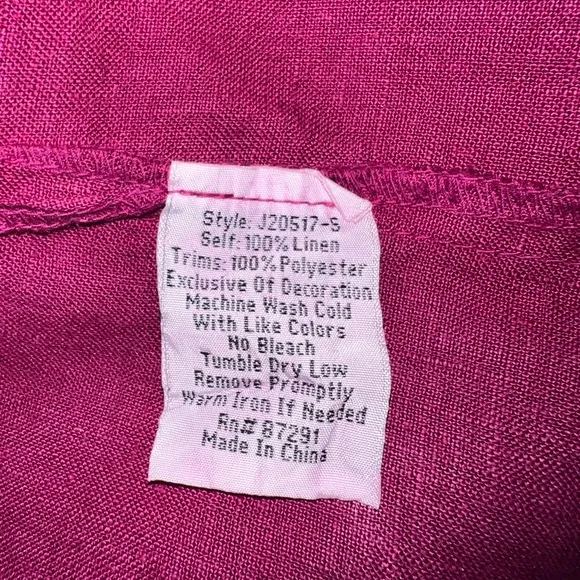 Style: J20517-S
Self: 100% Linen
Trims: 100% Polyester
Exclusive Of Decoration
Machine Wash Cold
With Like Colors
No Bleach
Tumble Dry Low
Remove Promptly
Warm Iron If Needed
Rn# 87291
Made In China